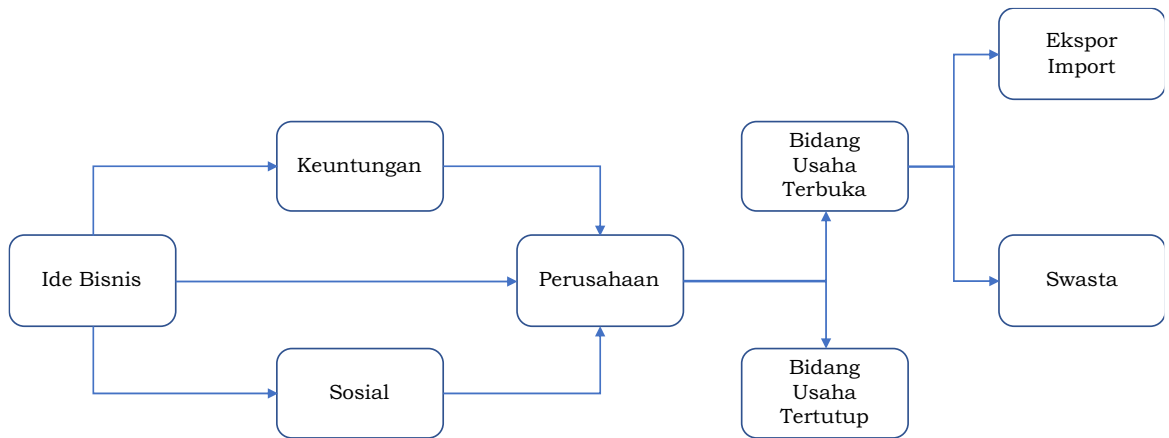 Ekspor
Import
Keuntungan
Bidang
Usaha
Terbuka
Ide Bisnis
Perusahaan
Swasta
Sosial
Bidang
Usaha
Tertutup